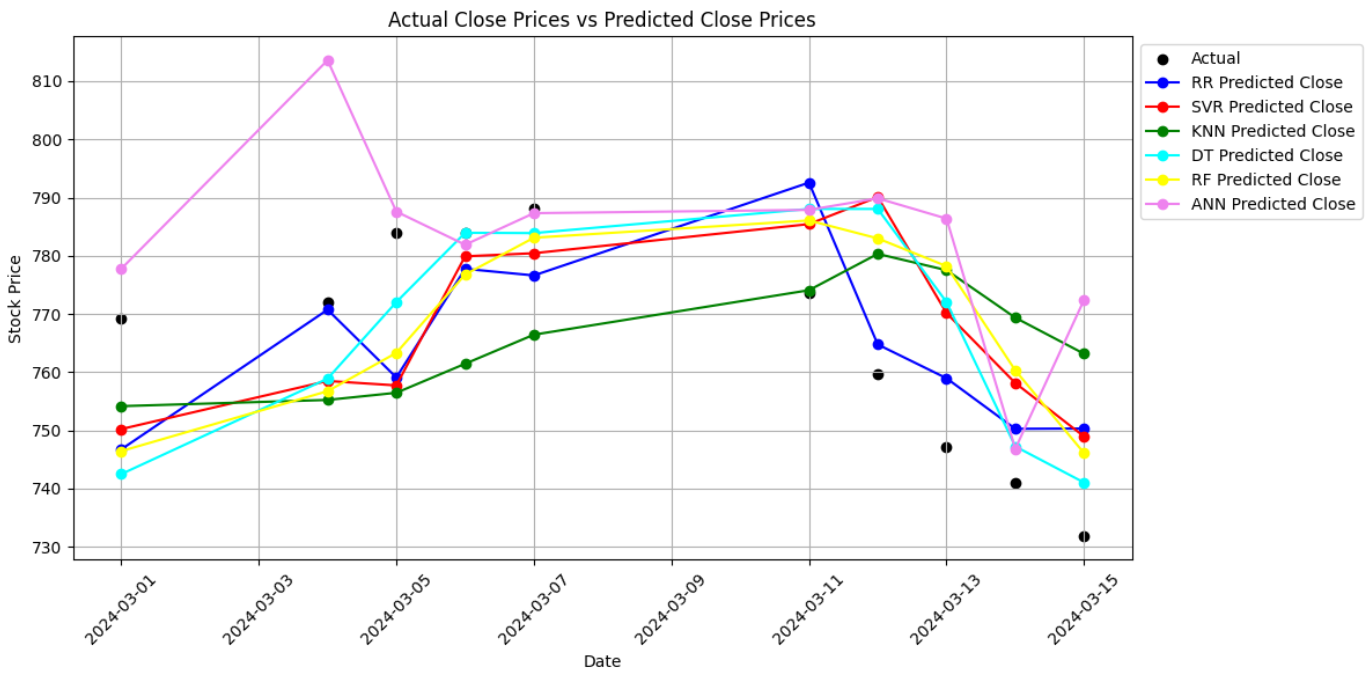 Actual Close Prices vs Predicted Close Prices
Stock Price
810
800
790
780
770
760
750
740
730
2024-03-01
2024-03-03
2024-03-05
2024-03-07
2024-03-09
2024-03-11
2024-03-13
2024-03-15
Date
Actual
RR Predicted Close
SVR Predicted Close
KNN Predicted Close
DT Predicted Close
RF Predicted Close
ANN Predicted Close